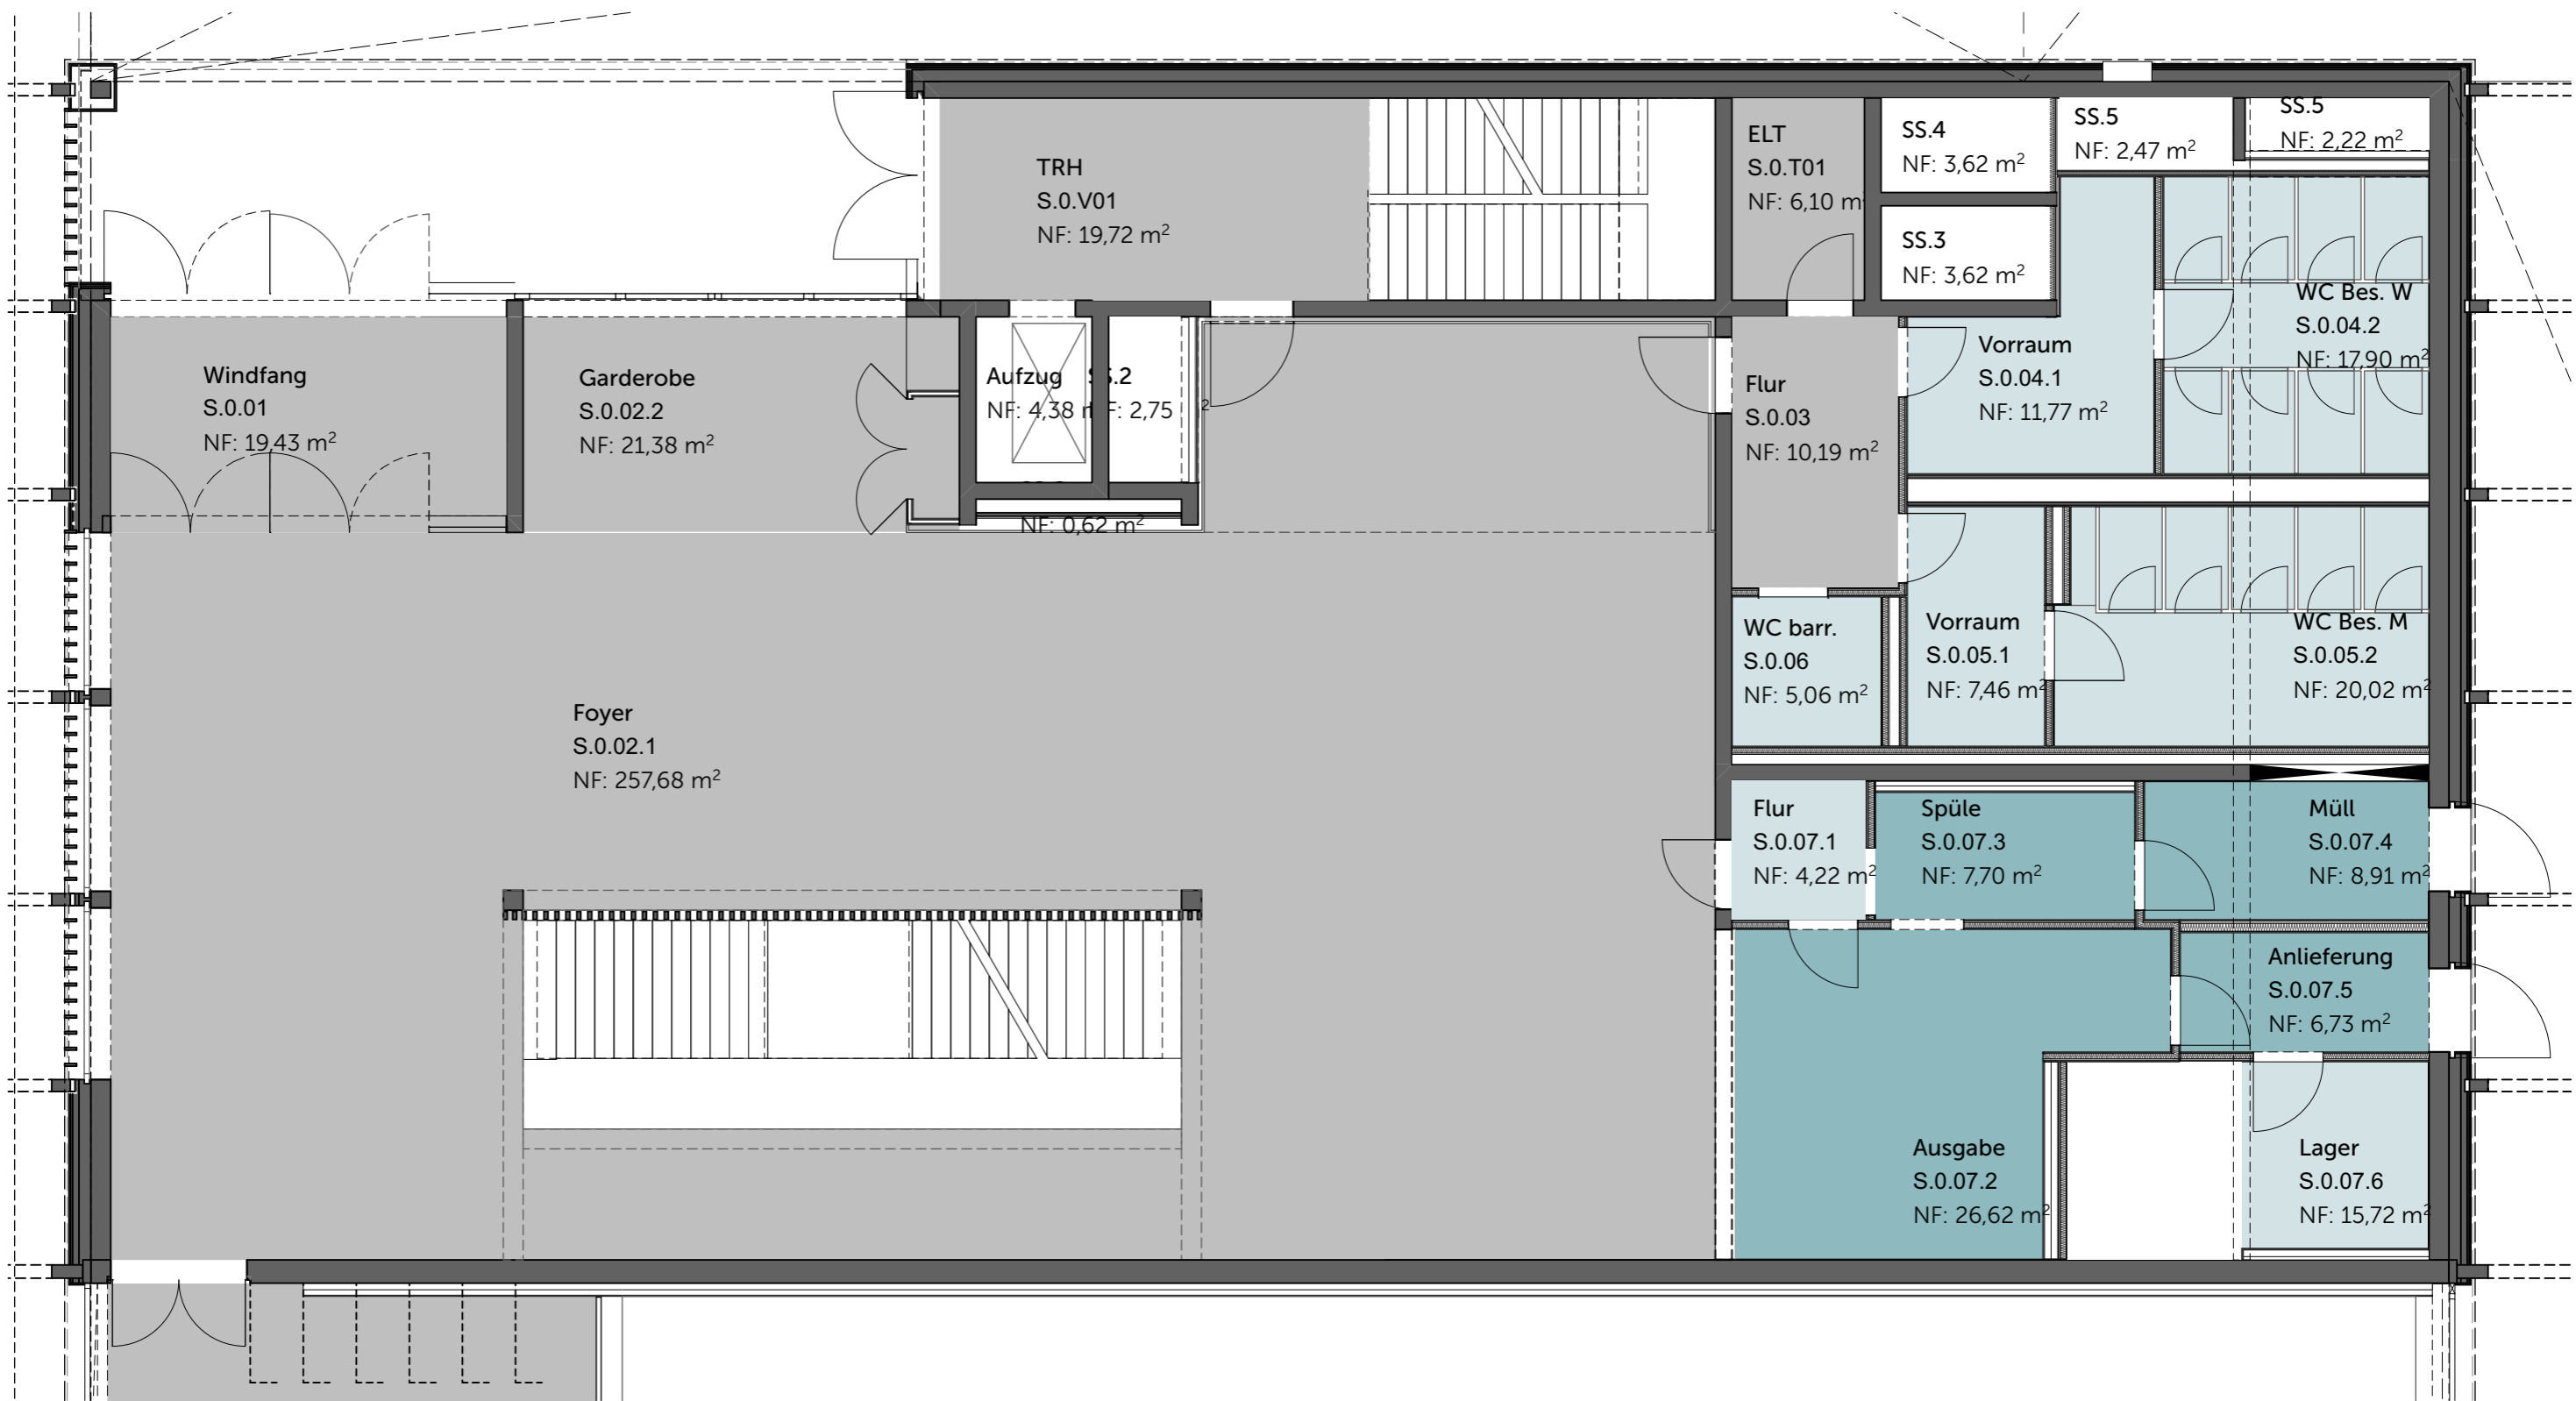 TRH
S.0.V01
NF: 19,72 m²
ELT
S.0.T01
NF: 6,10 m
SS.4
NF: 3,62 m²
SS.5
NF: 2,47 m²
SS.5
NF: 2,22 m²
SS.3
NF: 3,62 m²
Windfang
S.0.01
NF: 19,43 m²
Garderobe
S.0.02.2
NF: 21,38 m²
Aufzug
NF: 4,38
.2
F: 2,75
NF: 0,62 m²
Flur
S.0.03
NF: 10,19 m²
Vorraum
S.0.04.1
NF: 11,77 m²
WC Bes. W
S.0.04.2
NF: 17,90 m²
WC barr.
S.0.06
NF: 5,06 m²
Vorraum
S.0.05.1
NF: 7,46 m²
WC Bes. M
S.0.05.2
NF: 20,02 m²
Foyer
S.0.02.1
NF: 257,68 m²
Flur
S.0.07.1
NF: 4,22 m²
Spüle
S.0.07.3
NF: 7,70 m²
Müll
S.0.07.4
NF: 8,91 m²
Anlieferung
S.0.07.5
NF: 6,73 m²
Ausgabe
S.0.07.2
NF: 26,62 m²
Lager
S.0.07.6
NF: 15,72 m²